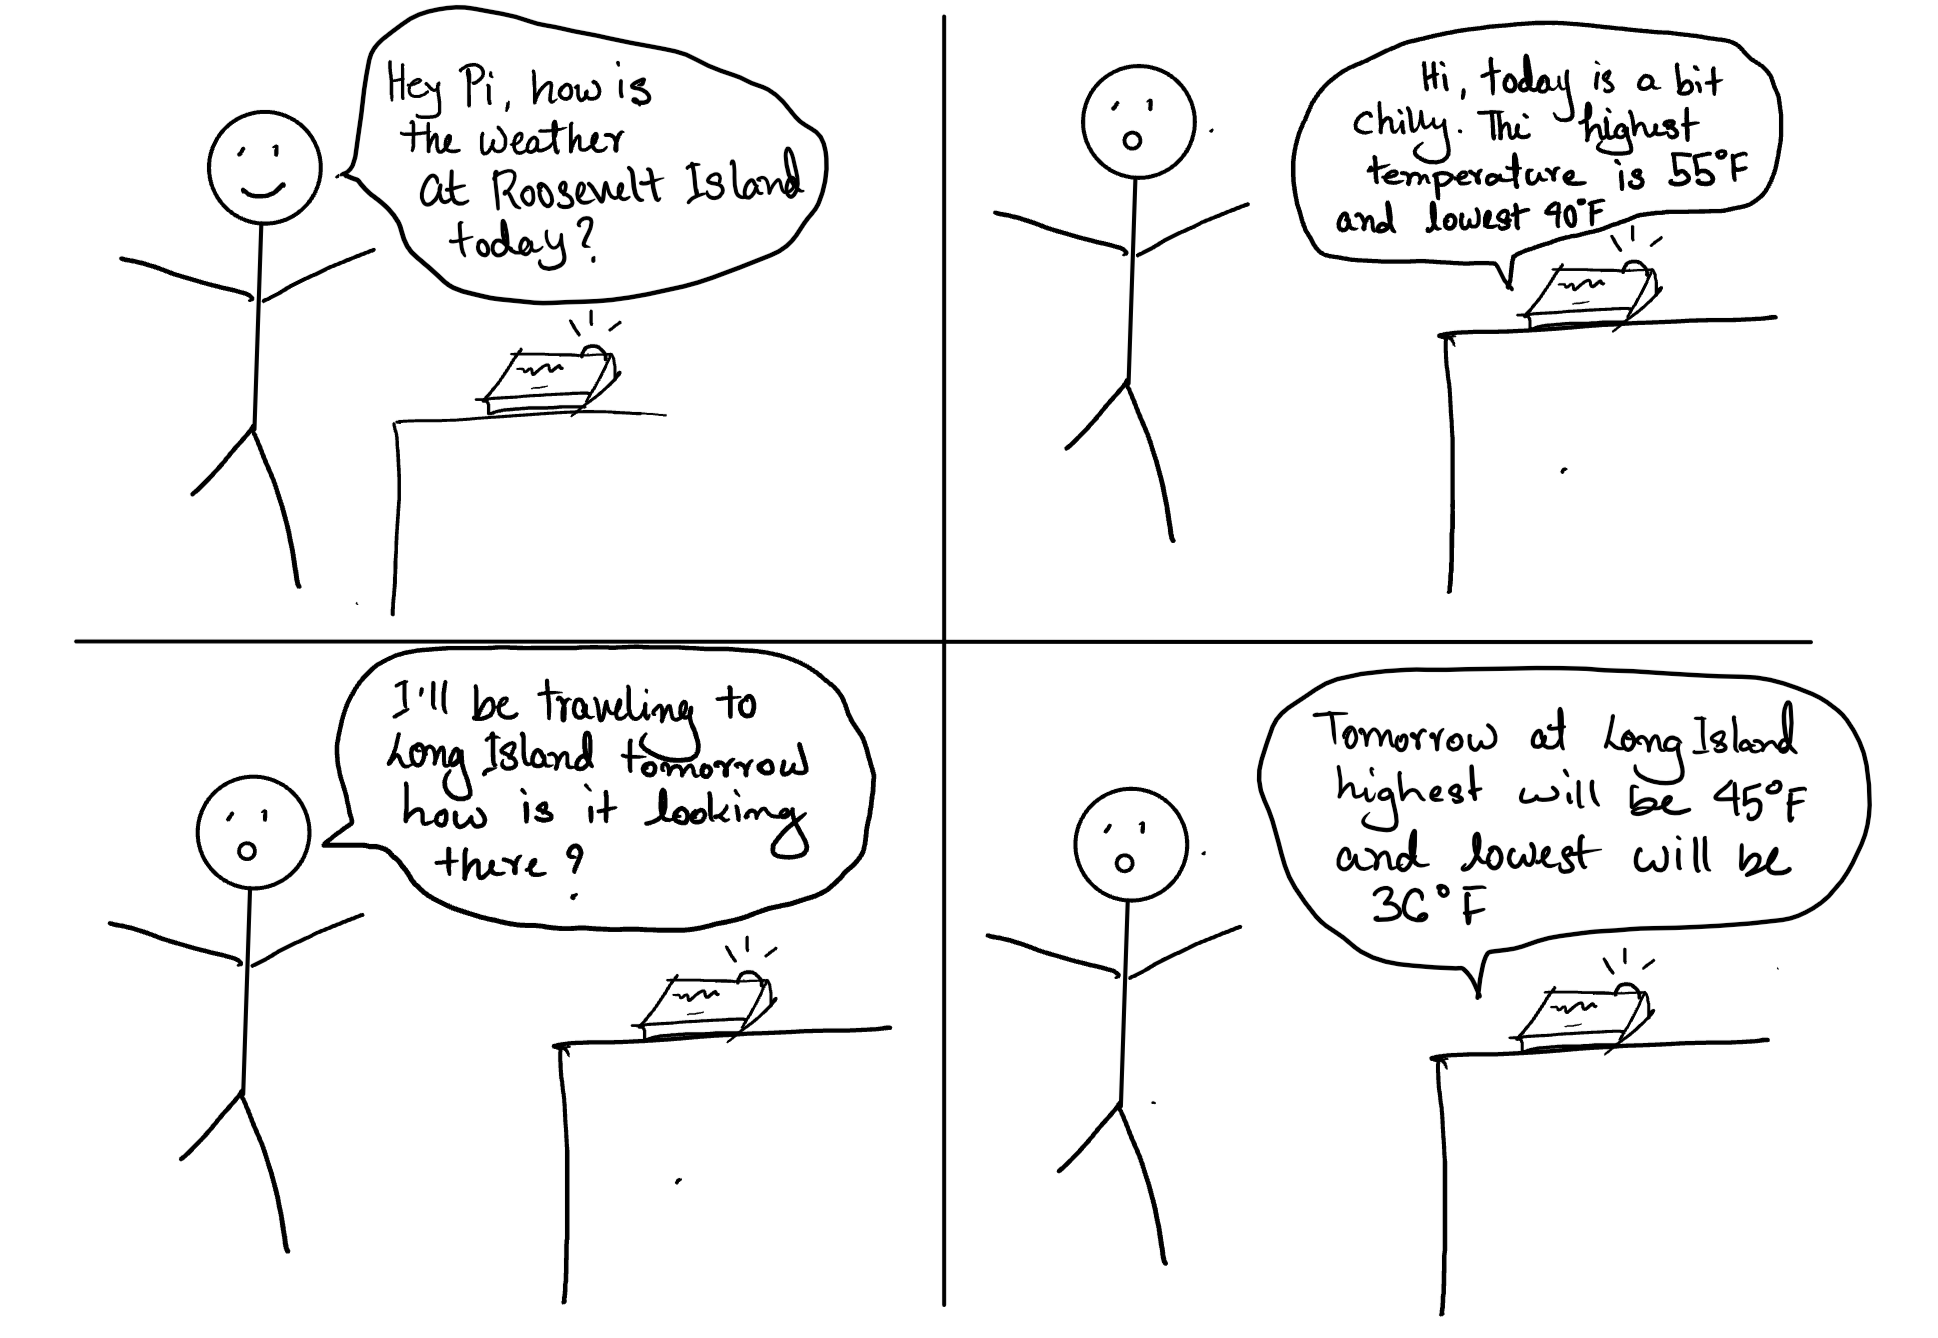 Hey Pi, how is
the weather
at Roosevelt Island
today?
Hi, today is a bit
chilly. The highest
temperature is 55°F
and lowest 40°F
I'll be traveling to
Long Island tomorrow
how is it looking
there?
Tomorrow at Long Island
highest will be 45°F
and lowest will be
36°F